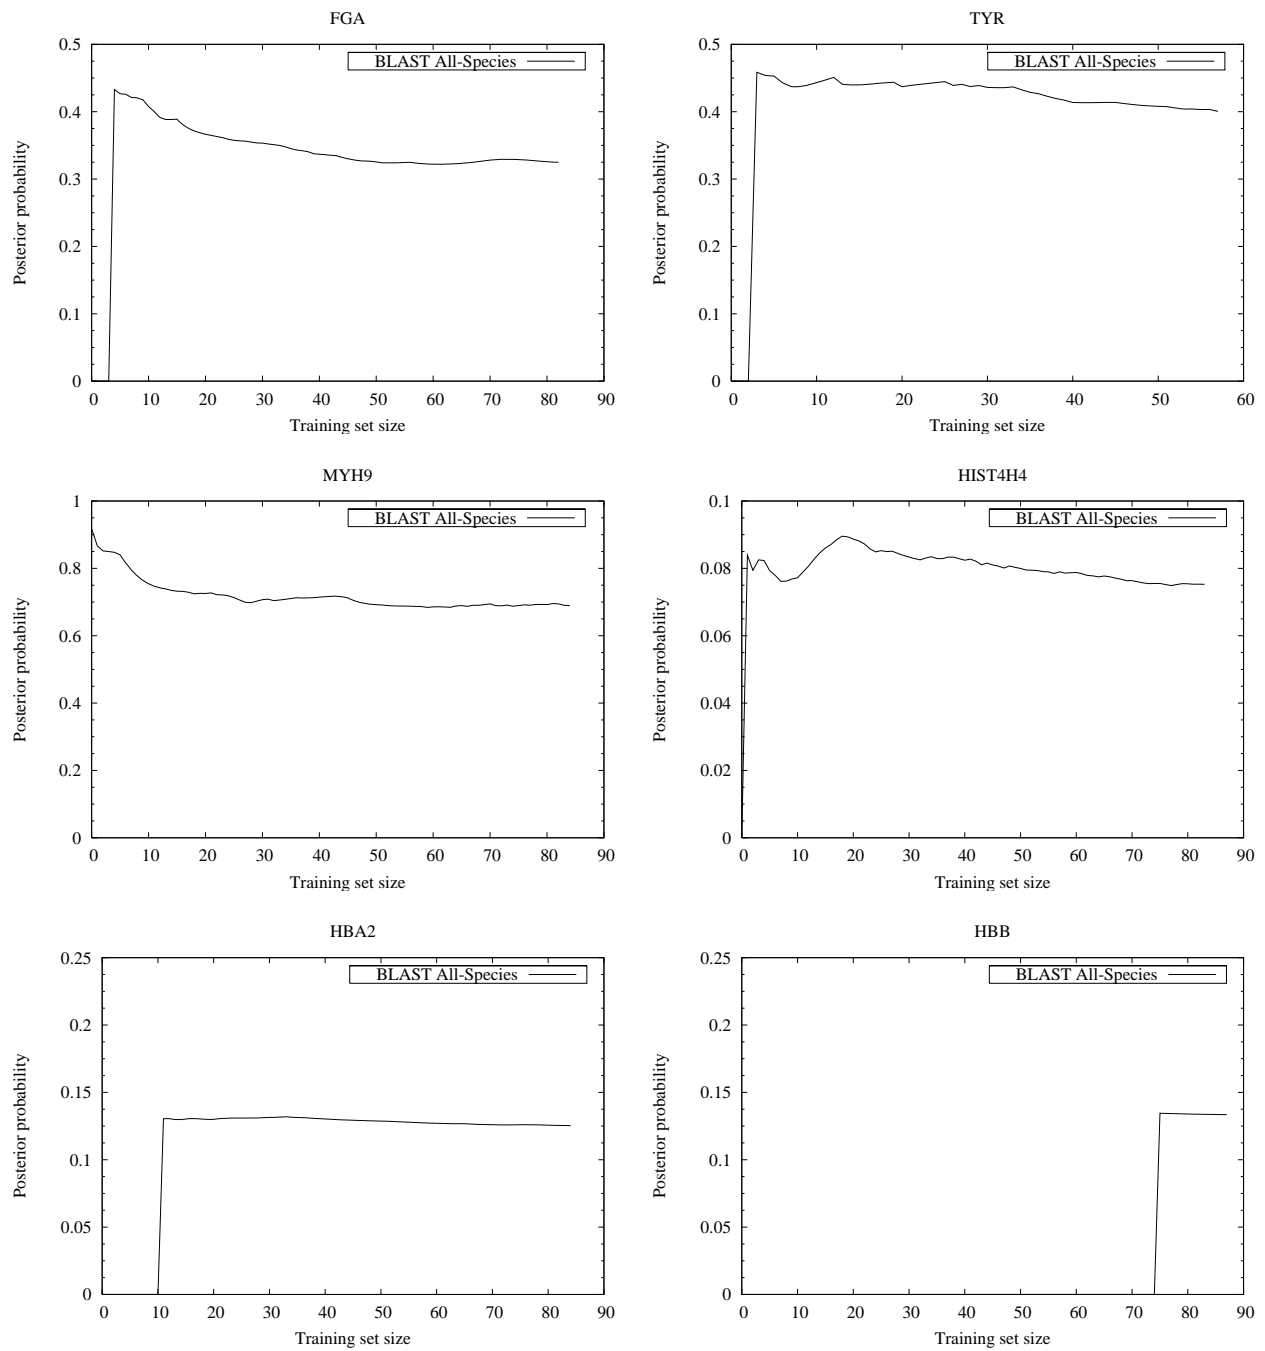 FGA
BLAST All-Species
Posterior probability
0.5
0.4
0.3
0.2
0.1
0
0 10 20 30 40 50 60 70 80 90
Training set size
TYR
BLAST All-Species
Posterior probability
0.5
0.4
0.3
0.2
0.1
0
0 10 20 30 40 50 60
Training set size
MYH9
BLAST All-Species
Posterior probability
1
0.8
0.6
0.4
0.2
0
0 10 20 30 40 50 60 70 80 90
Training set size
HIST4H4
BLAST All-Species
Posterior probability
0.1
0.08
0.06
0.04
0.02
0
0 10 20 30 40 50 60 70 80 90
Training set size
HBA2
BLAST All-Species
Posterior probability
0.25
0.2
0.15
0.1
0.05
0
0 10 20 30 40 50 60 70 80 90
Training set size
HBB
BLAST All-Species
Posterior probability
0.25
0.2
0.15
0.1
0.05
0
0 10 20 30 40 50 60 70 80 90
Training set size